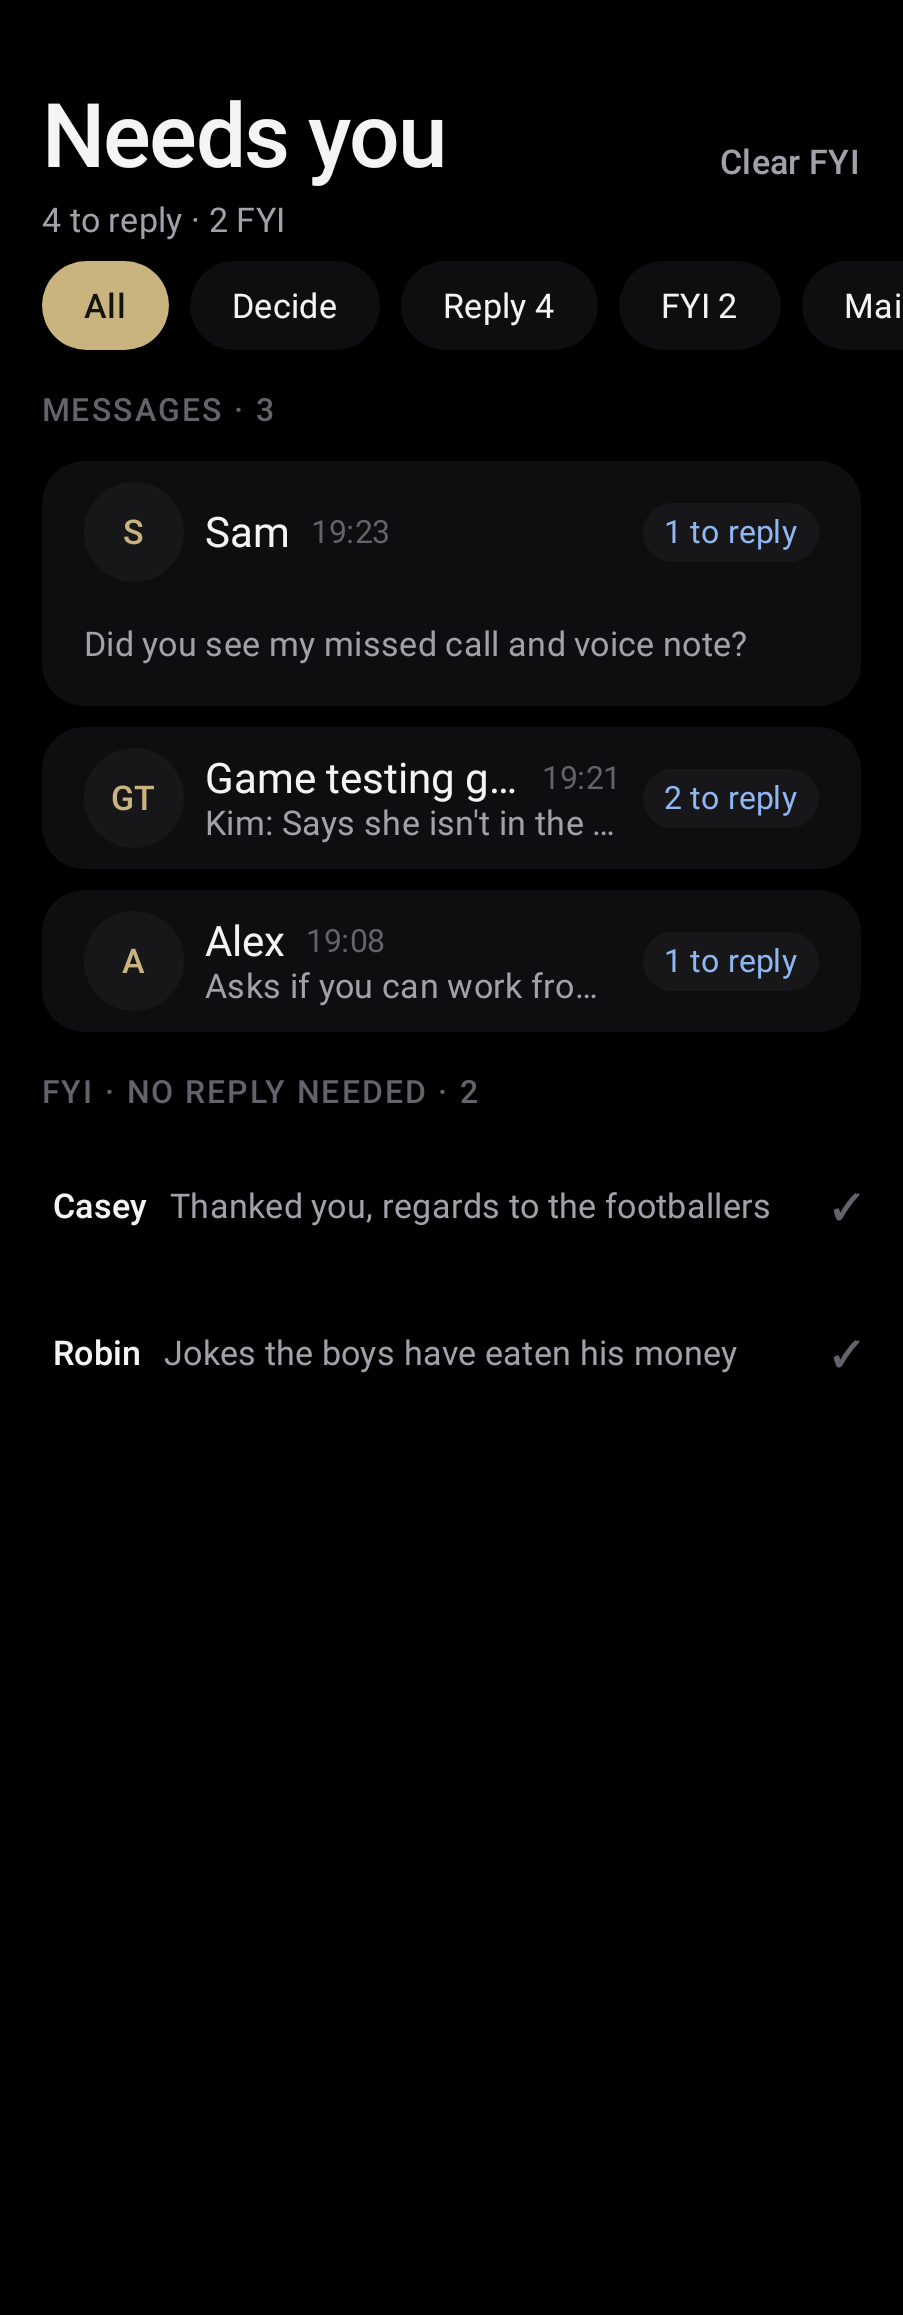 Needs you
Clear FYI
4 to reply · 2 FYI
All
Decide
Reply 4
FYI 2
Mai
MESSAGES · 3
S
Sam 19:23
1 to reply
Did you see my missed call and voice note?
GT
Game testing g... 19:21
2 to reply
Kim: Says she isn't in the ...
A
Alex 19:08
1 to reply
Asks if you can work fro...
FYI · NO REPLY NEEDED · 2
Casey Thanked you, regards to the footballers ✓
Robin Jokes the boys have eaten his money ✓